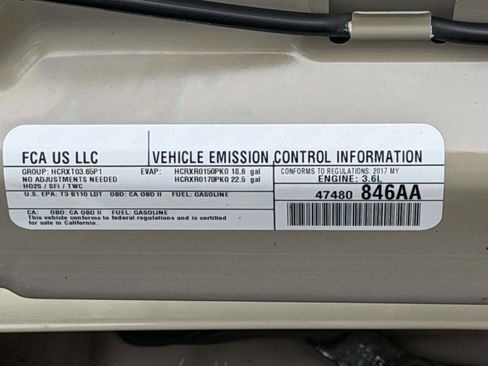 FCA US LLC VEHICLE EMISSION CONTROL INFORMATION
GROUP: HCRXT03.65P1 EVAP: HCRXR0150PK0 18.6 gal CONFORMS TO REGULATIONS: 2017 MY
NO ADJUSTMENTS NEEDED HCRXR0170PK0 22.5 gal ENGINE: 3.6L
HO2S / SFI / TWC
U.S. EPA: T3 B110 LDT OBD: CA OBD II FUEL: GASOLINE 47480 846AA
CA: OBD: CA OBD II FUEL: GASOLINE
This vehicle conforms to federal regulations and is certified
for sale in California.